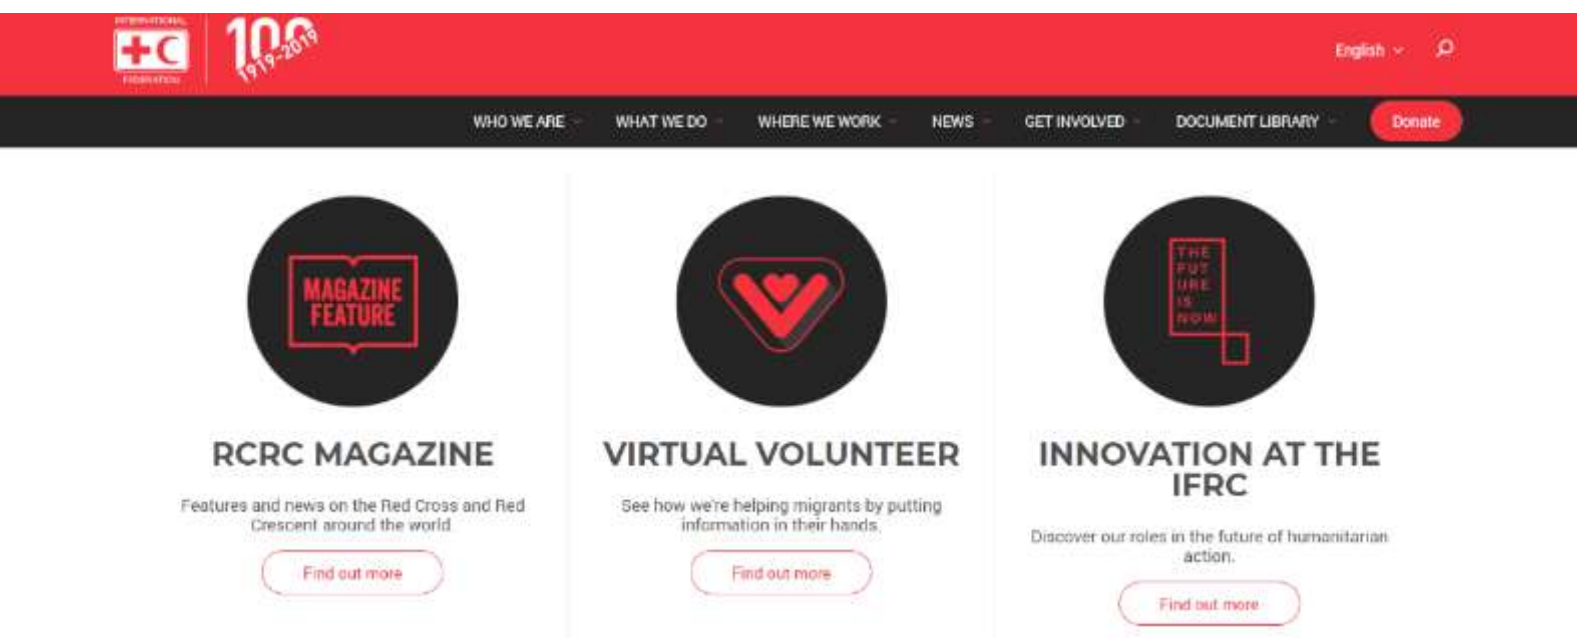 INTERNATIONAL
FEDERATION
100
1919-2019
English
WHO WE ARE
WHAT WE DO
WHERE WE WORK
NEWS
GET INVOLVED
DOCUMENT LIBRARY
Donate
MAGAZINE
FEATURE
RCRC MAGAZINE
Features and news on the Red Cross and Red
Crescent around the world
Find out more
VIRTUAL VOLUNTEER
See how we're helping migrants by putting
information in their hands.
Find out more
THE
FUT
URE
IS
NOW
INNOVATION AT THE
IFRC
Discover our roles in the future of humanitarian
action.
Find out more